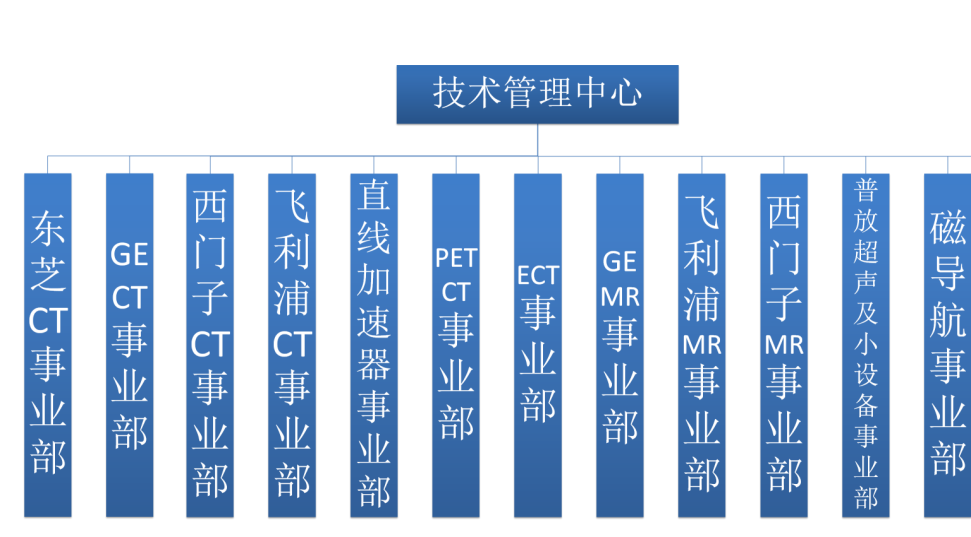 技术管理中心
东芝CT事业部
GE CT事业部
西门子CT事业部
飞利浦CT事业部
直线加速器事业部
PET CT事业部
ECT事业部
GE MR事业部
飞利浦MR事业部
西门子MR事业部
普放超声及小设备事业部
磁导航事业部